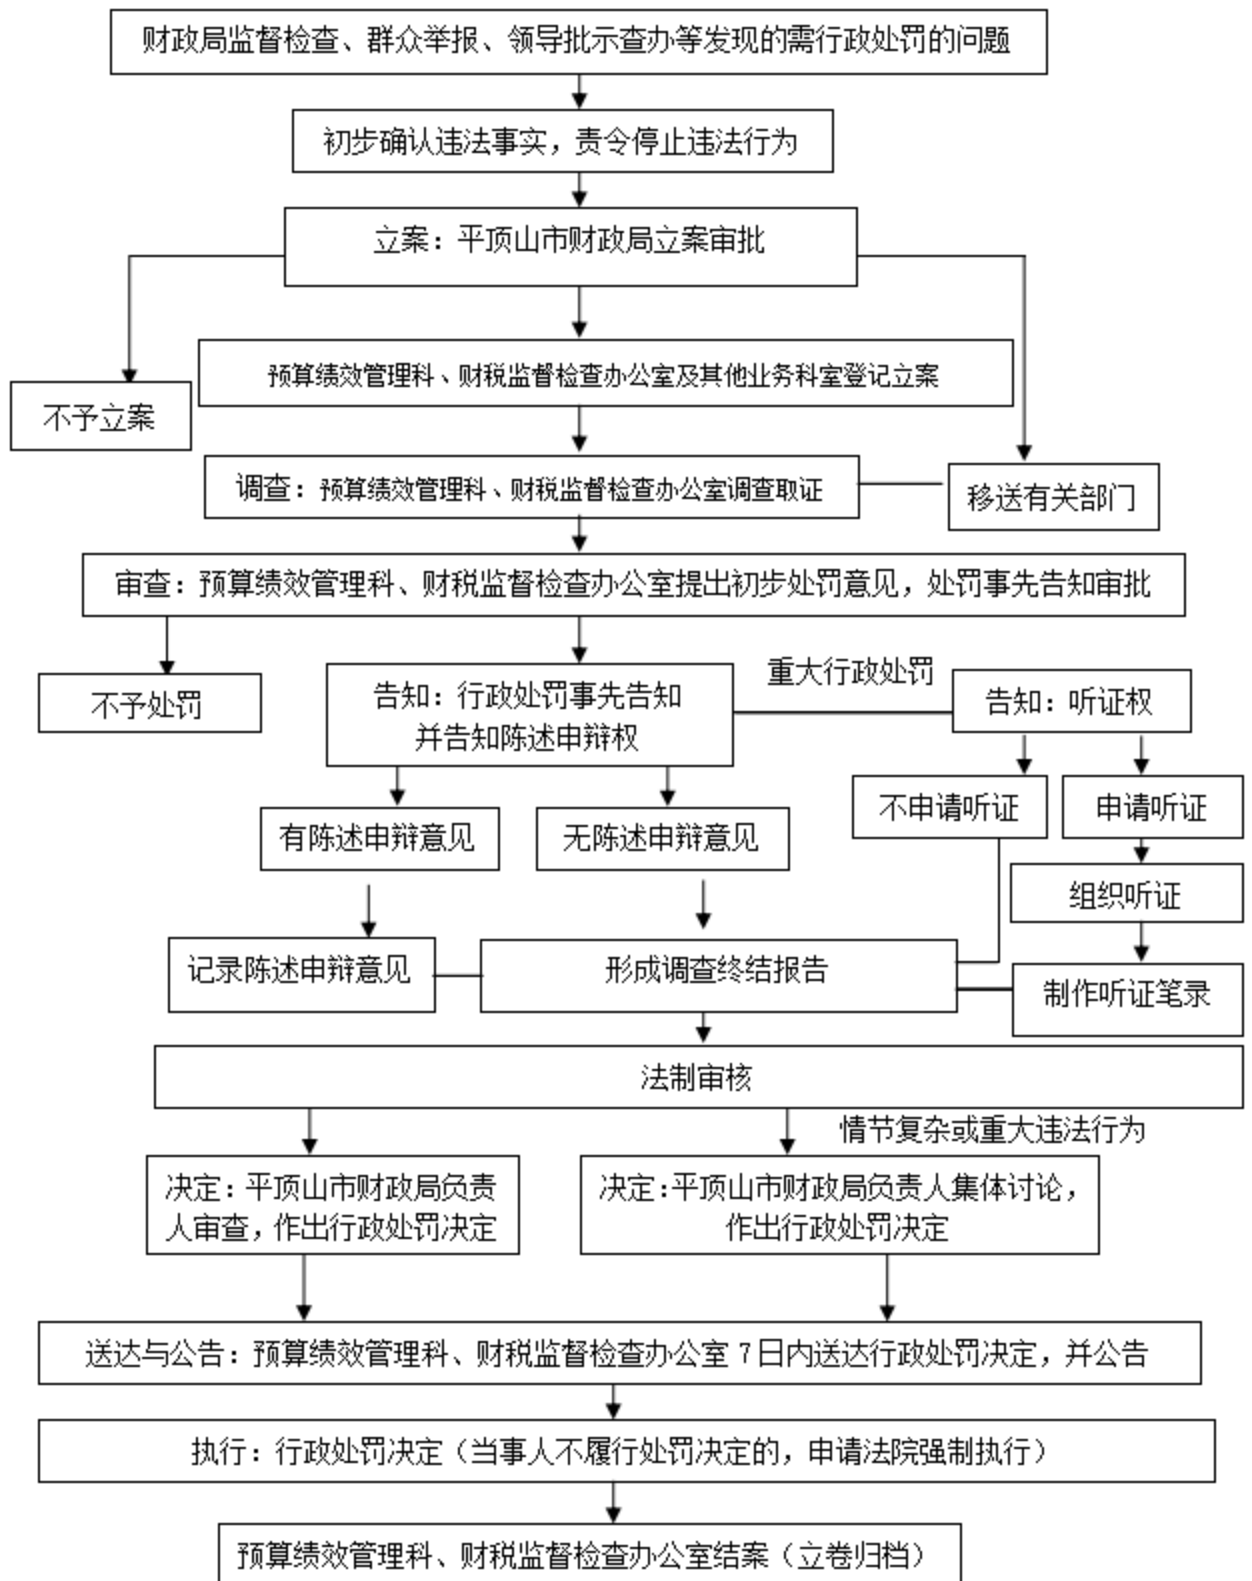 财政局监督检查、群众举报、领导批示查办等发现的需行政处罚的问题
初步确认违法事实，责令停止违法行为
立案：平顶山市财政局立案审批
预算绩效管理科、财税监督检查办公室及其他业务科室登记立案
不予立案
调查：预算绩效管理科、财税监督检查办公室调查取证
移送有关部门
审查：预算绩效管理科、财税监督检查办公室提出初步处罚意见，处罚事先告知审批
不予处罚
告知：行政处罚事先告知
并告知陈述申辩权
重大行政处罚
告知：听证权
不申请听证
申请听证
有陈述申辩意见
无陈述申辩意见
组织听证
记录陈述申辩意见
形成调查终结报告
制作听证笔录
法制审核
情节复杂或重大违法行为
决定：平顶山市财政局负责
人审查，作出行政处罚决定
决定：平顶山市财政局负责人集体讨论，
作出行政处罚决定
送达与公告：预算绩效管理科、财税监督检查办公室 7 日内送达行政处罚决定，并公告
执行：行政处罚决定（当事人不履行处罚决定的，申请法院强制执行）
预算绩效管理科、财税监督检查办公室结案（立卷归档）